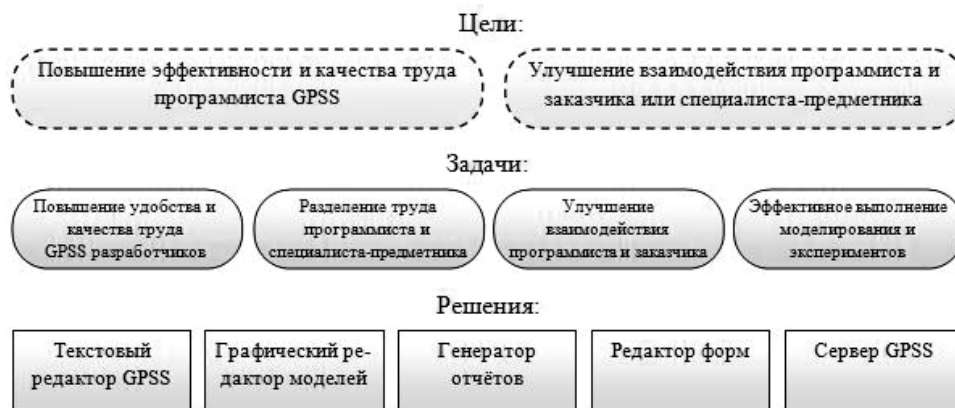 Цели:
Повышение эффективности и качества труда
программиста GPSS
Улучшение взаимодействия программиста и
заказчика или специалиста-предметника
Задачи:
Повышение удобства и
качества труда
GPSS разработчиков
Разделение труда
программиста и
специалиста-предметника
Улучшение
взаимодействия
программиста и заказчика
Эффективное выполнение
моделирования и
экспериментов
Решения:
Текстовый
редактор GPSS
Графический ре-
дактор моделей
Генератор
отчётов
Редактор форм
Сервер GPSS